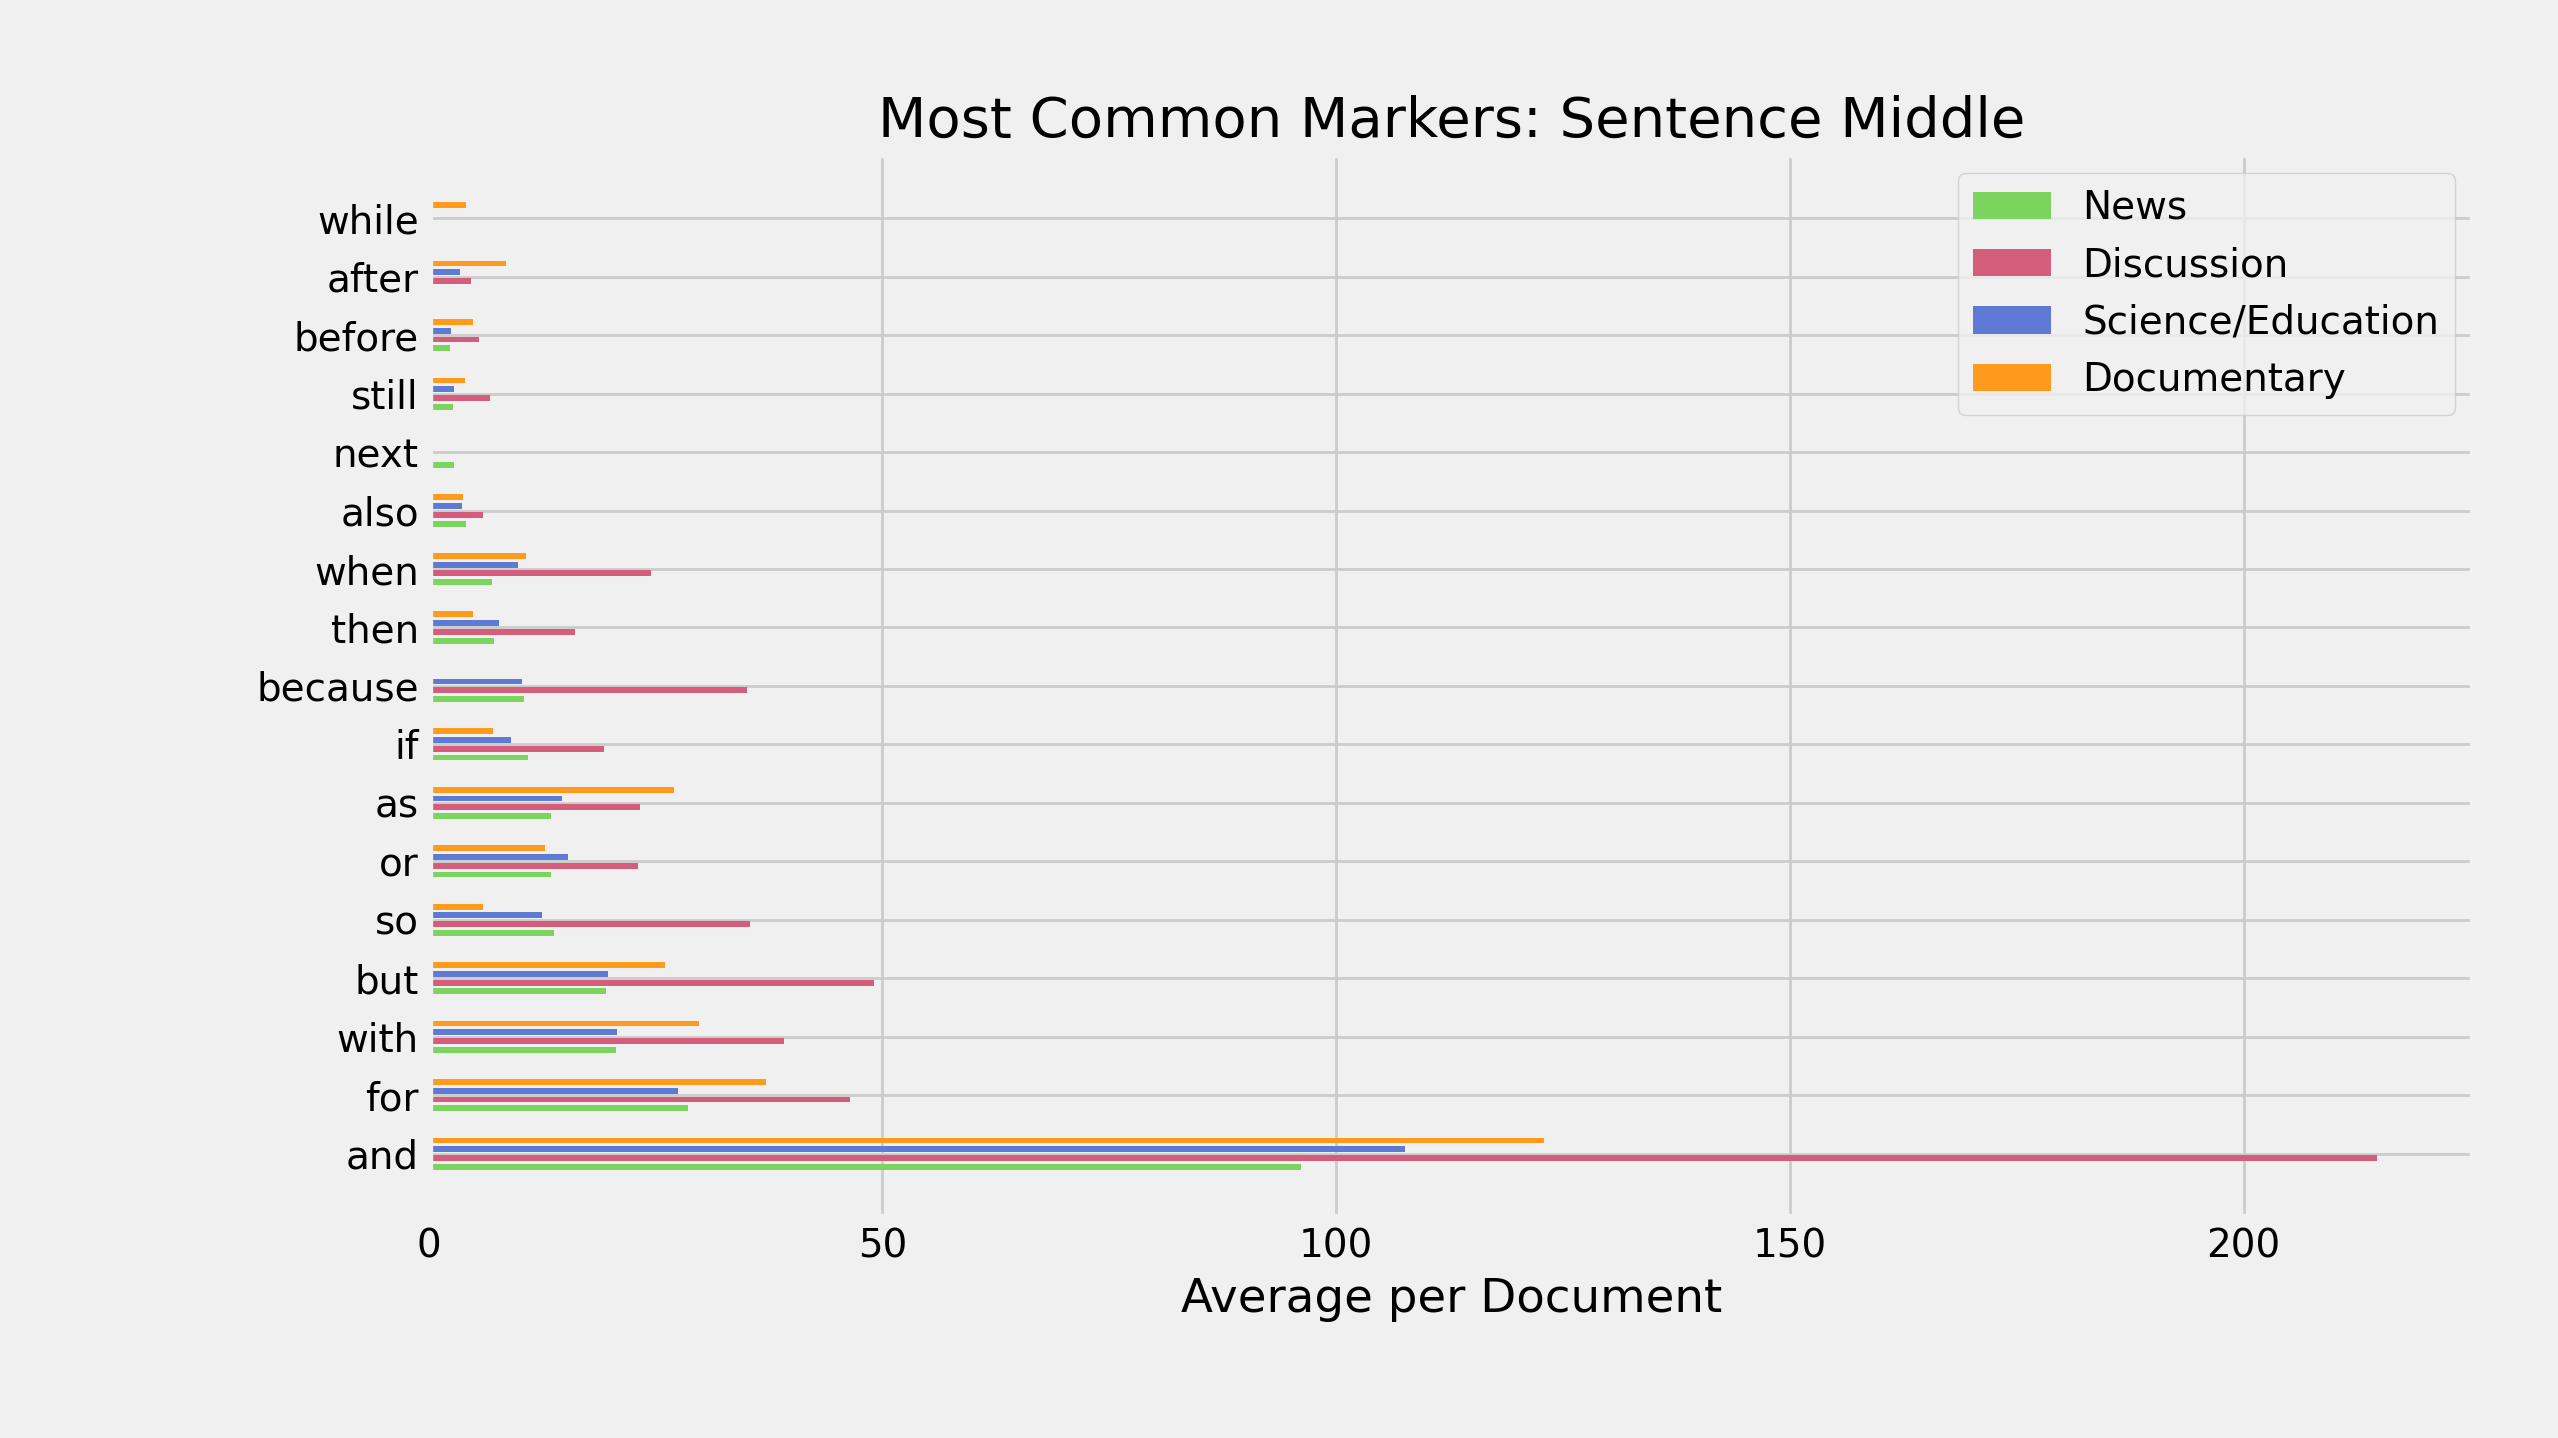 Most Common Markers: Sentence Middle
News
Discussion
Science/Education
Documentary
while
after
before
still
next
also
when
then
because
if
as
or
so
but
with
for
and
0 50 100 150 200
Average per Document